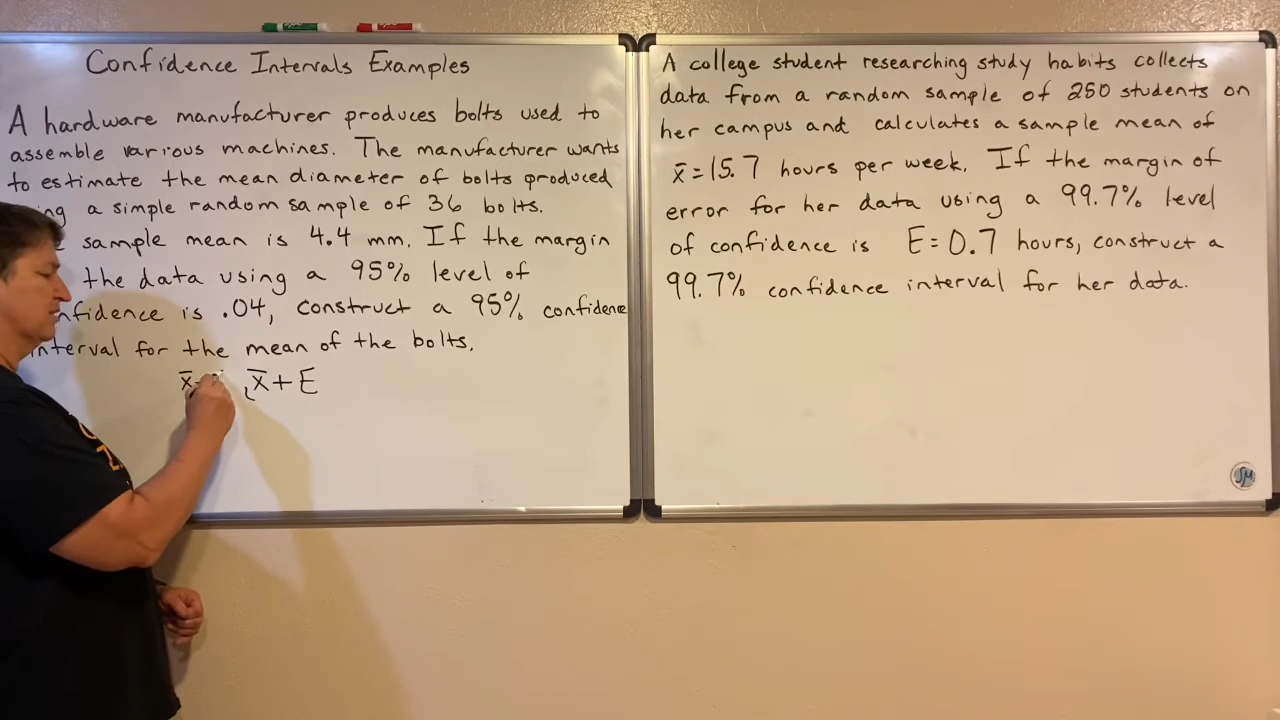 Confidence Intervals Examples
A hardware manufacturer produces bolts used to
assemble various machines. The manufacturer wants
to estimate the mean diameter of bolts produced
ng a simple random sample of 36 bolts.
sample mean is 4.4 mm. If the margin
the data using a 95% level of
nfidence is .04, construct a 95% confidence
interval for the mean of the bolts.
x̄ , x̄ + E
A college student researching study habits collects
data from a random sample of 250 students on
her campus and calculates a sample mean of
x̄ = 15.7 hours per week. If the margin of
error for her data using a 99.7% level
of confidence is E = 0.7 hours, construct a
99.7% confidence interval for her data.
SM